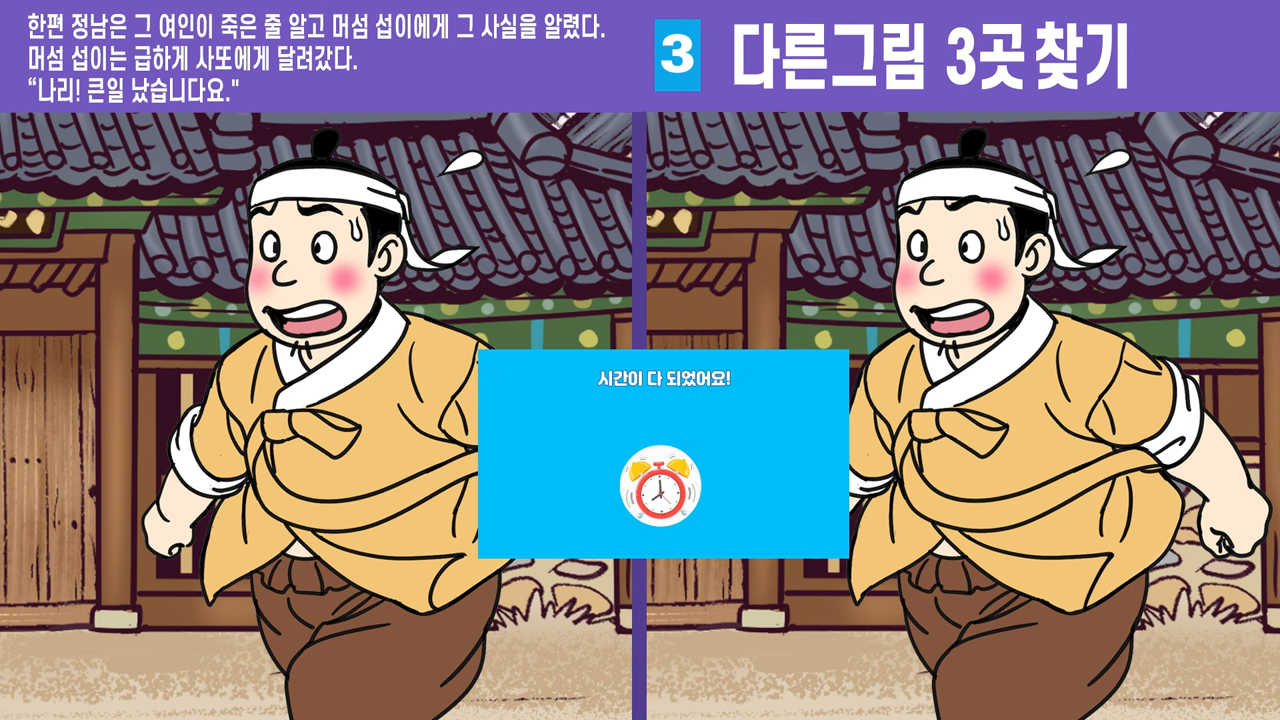 한편 정남은 그 여인이 죽은 줄 알고 머섬 섭이에게 그 사실을 알렸다.
머섬 섭이는 급하게 사또에게 달려갔다.
“나리! 큰일 났습니다요."
3 다른그림 3곳찾기
시간이 다 되었어요!